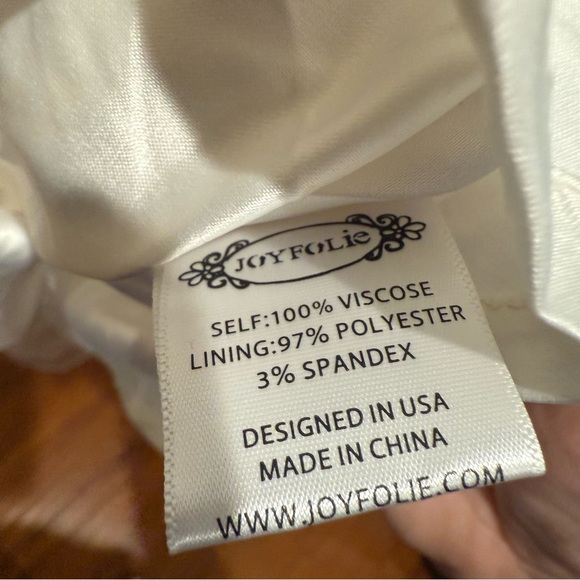 JOYFOLie
SELF:100% VISCOSE
LINING:97% POLYESTER
3% SPANDEX
DESIGNED IN USA
MADE IN CHINA
WWW.JOYFOLIE.COM